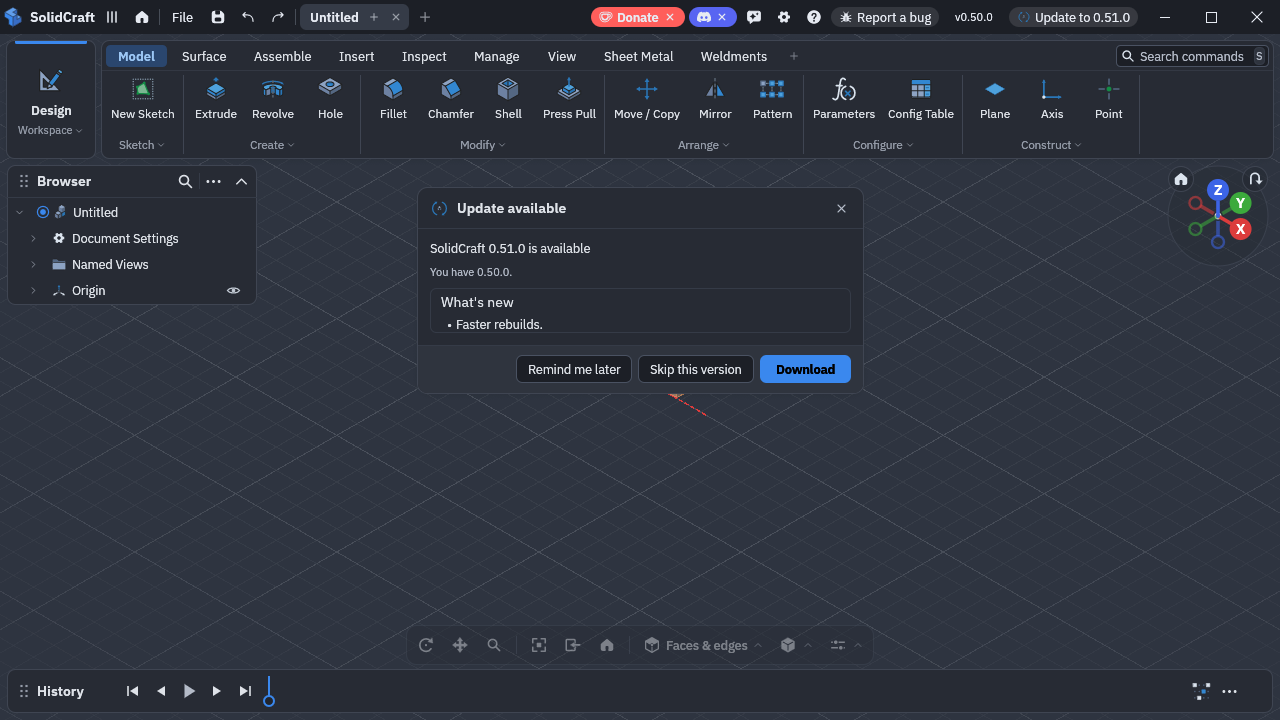 SolidCraft
File
Untitled
Donate
Report a bug
v0.50.0
Update to 0.51.0
Design
Workspace
Model
Surface
Assemble
Insert
Inspect
Manage
View
Sheet Metal
Weldments
Search commands
S
New Sketch
Extrude
Revolve
Hole
Fillet
Chamfer
Shell
Press Pull
Move / Copy
Mirror
Pattern
Parameters
Config Table
Plane
Axis
Point
Sketch
Create
Modify
Arrange
Configure
Construct
Browser
Untitled
Document Settings
Named Views
Origin
Z
Y
X
Update available
SolidCraft 0.51.0 is available
You have 0.50.0.
What's new
• Faster rebuilds.
Remind me later
Skip this version
Download
Faces & edges
History